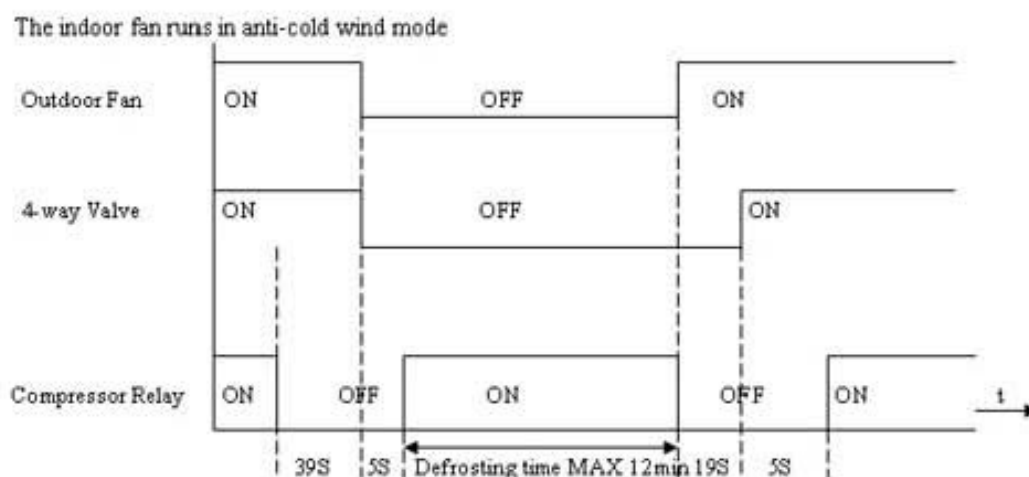 The indoor fan runs in anti-cold wind mode
Outdoor Fan ON OFF ON
4-way Valve ON OFF ON
Compressor Relay ON OFF ON OFF ON t
39S 5S Defrosting time MAX 12min 19S 5S